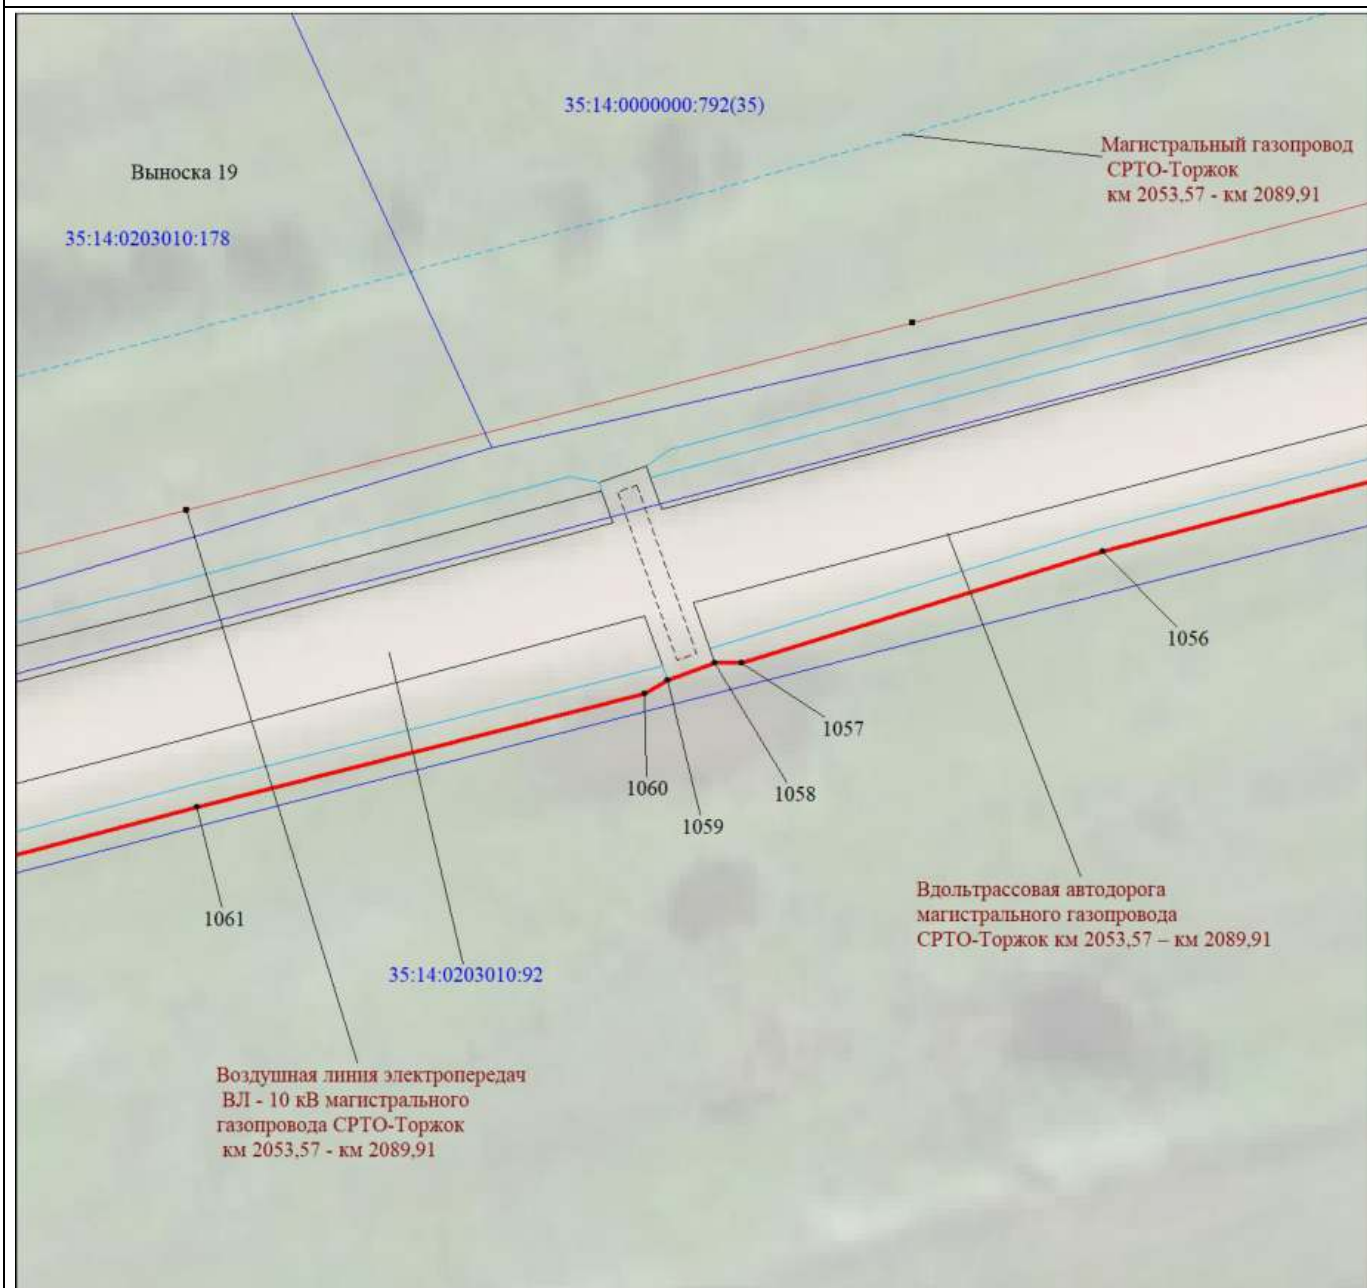 35:14:0000000:792(35)
Магистральный газопровод
СРТО-Торжок
км 2053,57 - км 2089,91
Выноска 19
35:14:0203010:178
1056
1057
1060
1058
1059
1061
Вдольтрассовая автодорога
магистрального газопровода
СРТО-Торжок км 2053,57 – км 2089,91
35:14:0203010:92
Воздушная линия электропередач
ВЛ - 10 кВ магистрального
газопровода СРТО-Торжок
км 2053,57 - км 2089,91